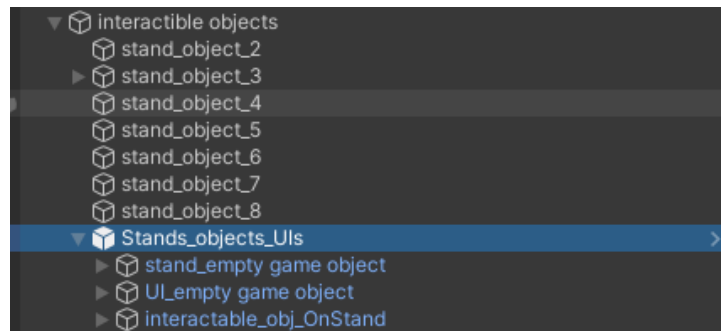 interactible objects
stand_object_2
stand_object_3
stand_object_4
stand_object_5
stand_object_6
stand_object_7
stand_object_8
Stands_objects_UIs
stand_empty game object
UI_empty game object
interactable_obj_OnStand